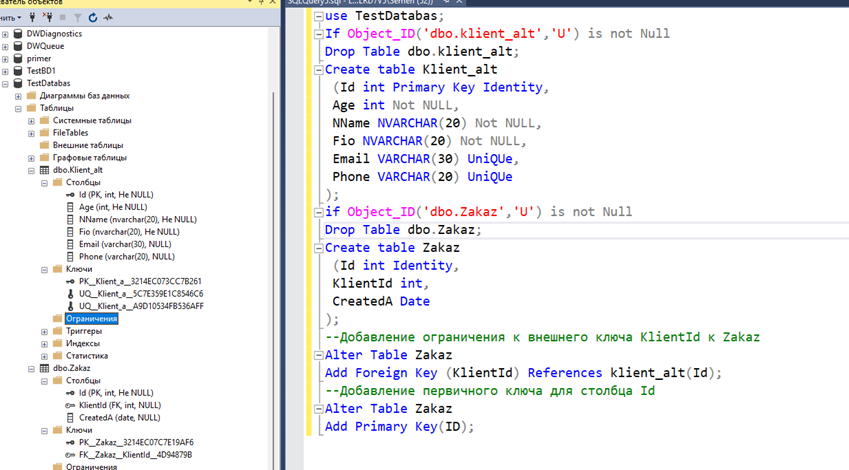 ватель объектов
SQLQuery3.sql
нить
DWDiagnostics
DWQueue
primer
TestBD1
TestDatabas
Диаграммы баз данных
Таблицы
Системные таблицы
FileTables
Внешние таблицы
Графовые таблицы
dbo.Klient_alt
Столбцы
Id (PK, int, Не NULL)
Age (int, Не NULL)
NName (nvarchar(20), Не NULL)
Fio (nvarchar(20), Не NULL)
Email (varchar(30), NULL)
Phone (varchar(20), NULL)
Ключи
PK__Klient_a__3214EC073CC7B261
UQ__Klient_a__5C7E359E1C8546C6
UQ__Klient_a__A9D10534FB536AFF
Ограничения
Триггеры
Индексы
Статистика
dbo.Zakaz
Столбцы
Id (PK, int, Не NULL)
KlientId (FK, int, NULL)
CreatedA (date, NULL)
Ключи
PK__Zakaz__3214EC07C7E19AF6
FK__Zakaz__KlientId__4D94879B
Ограничения
use TestDatabas;
If Object_ID('dbo.klient_alt','U') is not Null
Drop Table dbo.klient_alt;
Create table Klient_alt
(Id int Primary Key Identity,
Age int Not NULL,
NName NVARCHAR(20) Not NULL,
Fio NVARCHAR(20) Not NULL,
Email VARCHAR(30) UniQUe,
Phone VARCHAR(20) UniQUe
);
if Object_ID('dbo.Zakaz','U') is not Null
Drop Table dbo.Zakaz;
Create table Zakaz
(Id int Identity,
KlientId int,
CreatedA Date
);
--Добавление ограничения к внешнего ключа KlientId к Zakaz
Alter Table Zakaz
Add Foreign Key (KlientId) References klient_alt(Id);
--Добавление первичного ключа для столбца Id
Alter Table Zakaz
Add Primary Key(ID);